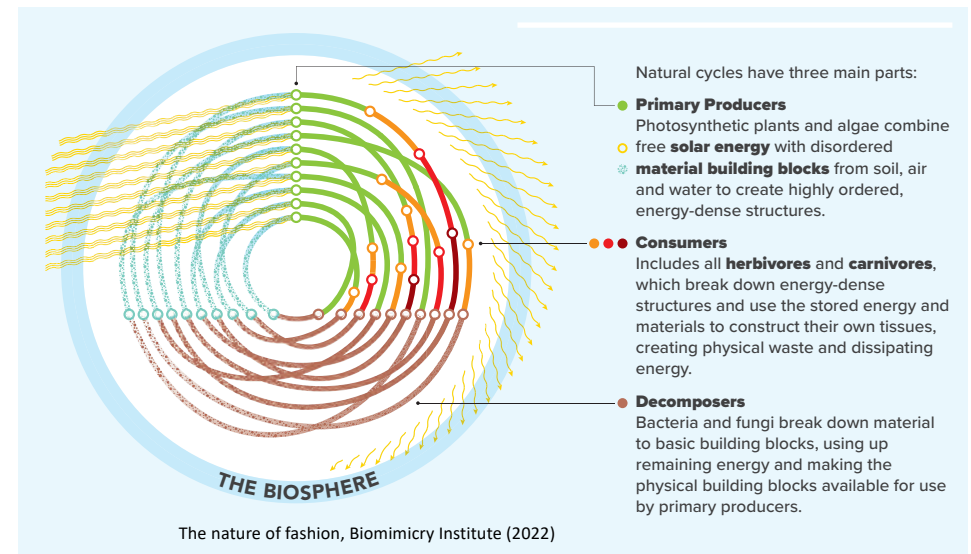 Natural cycles have three main parts:
Primary Producers
Photosynthetic plants and algae combine
free solar energy with disordered
material building blocks from soil, air
and water to create highly ordered,
energy-dense structures.
Consumers
Includes all herbivores and carnivores,
which break down energy-dense
structures and use the stored energy and
materials to construct their own tissues,
creating physical waste and dissipating
energy.
Decomposers
Bacteria and fungi break down material
to basic building blocks, using up
remaining energy and making the
physical building blocks available for use
by primary producers.
THE BIOSPHERE
The nature of fashion, Biomimicry Institute (2022)